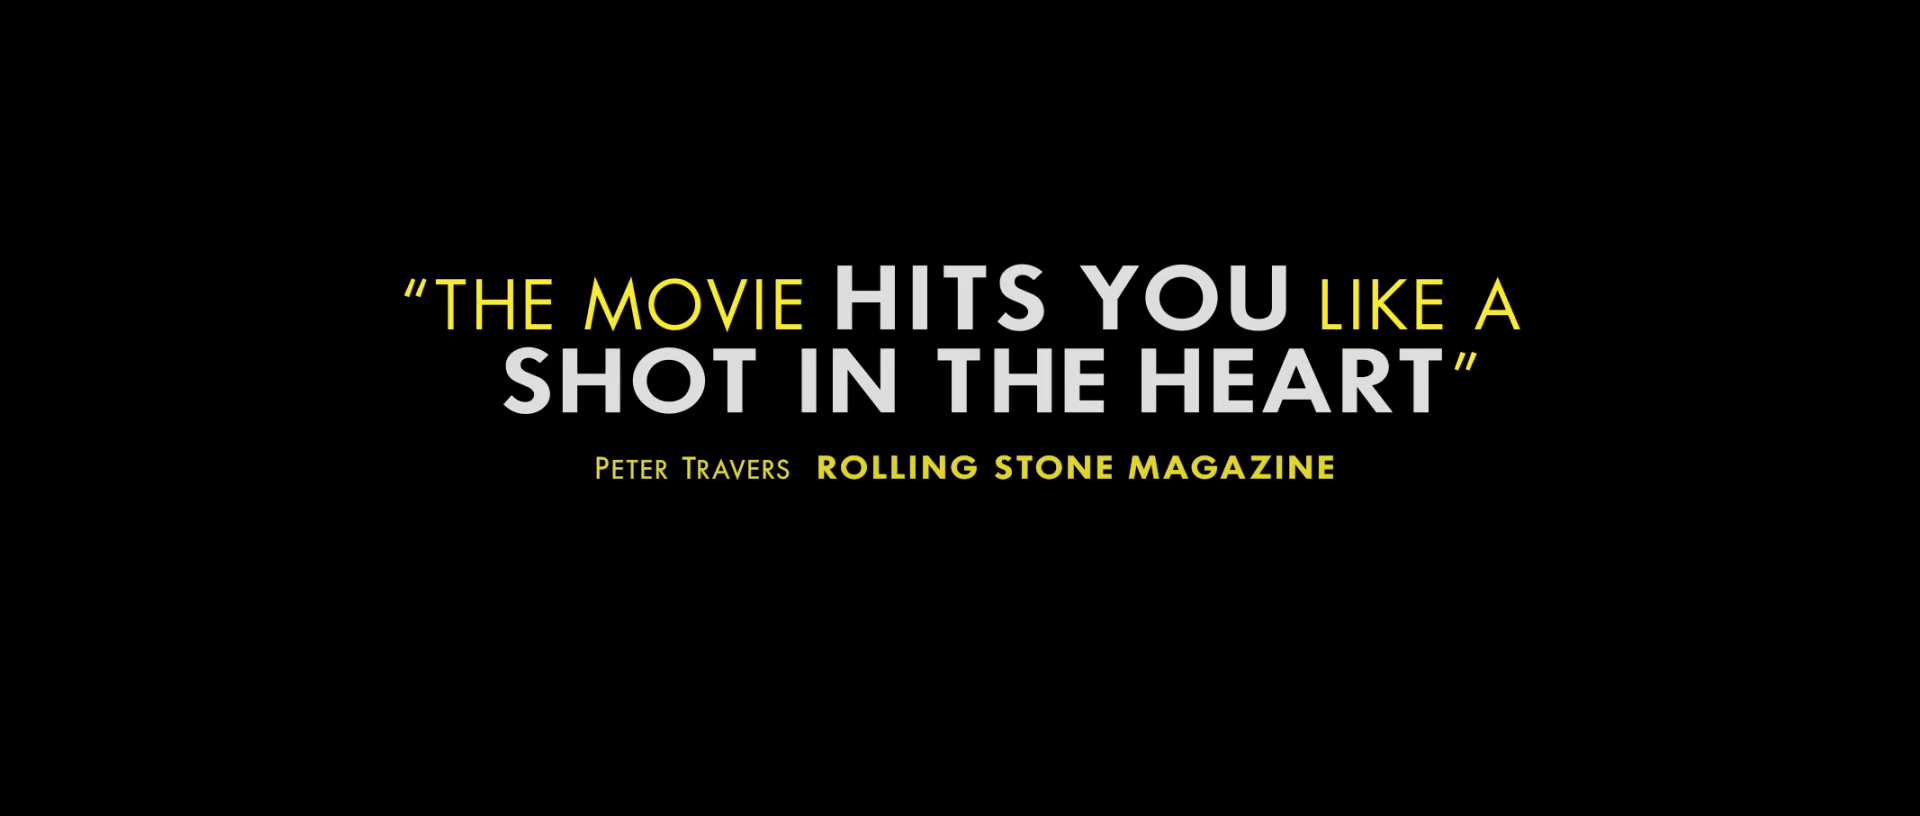 “THE MOVIE HITS YOU LIKE A
SHOT IN THE HEART”
PETER TRAVERS ROLLING STONE MAGAZINE